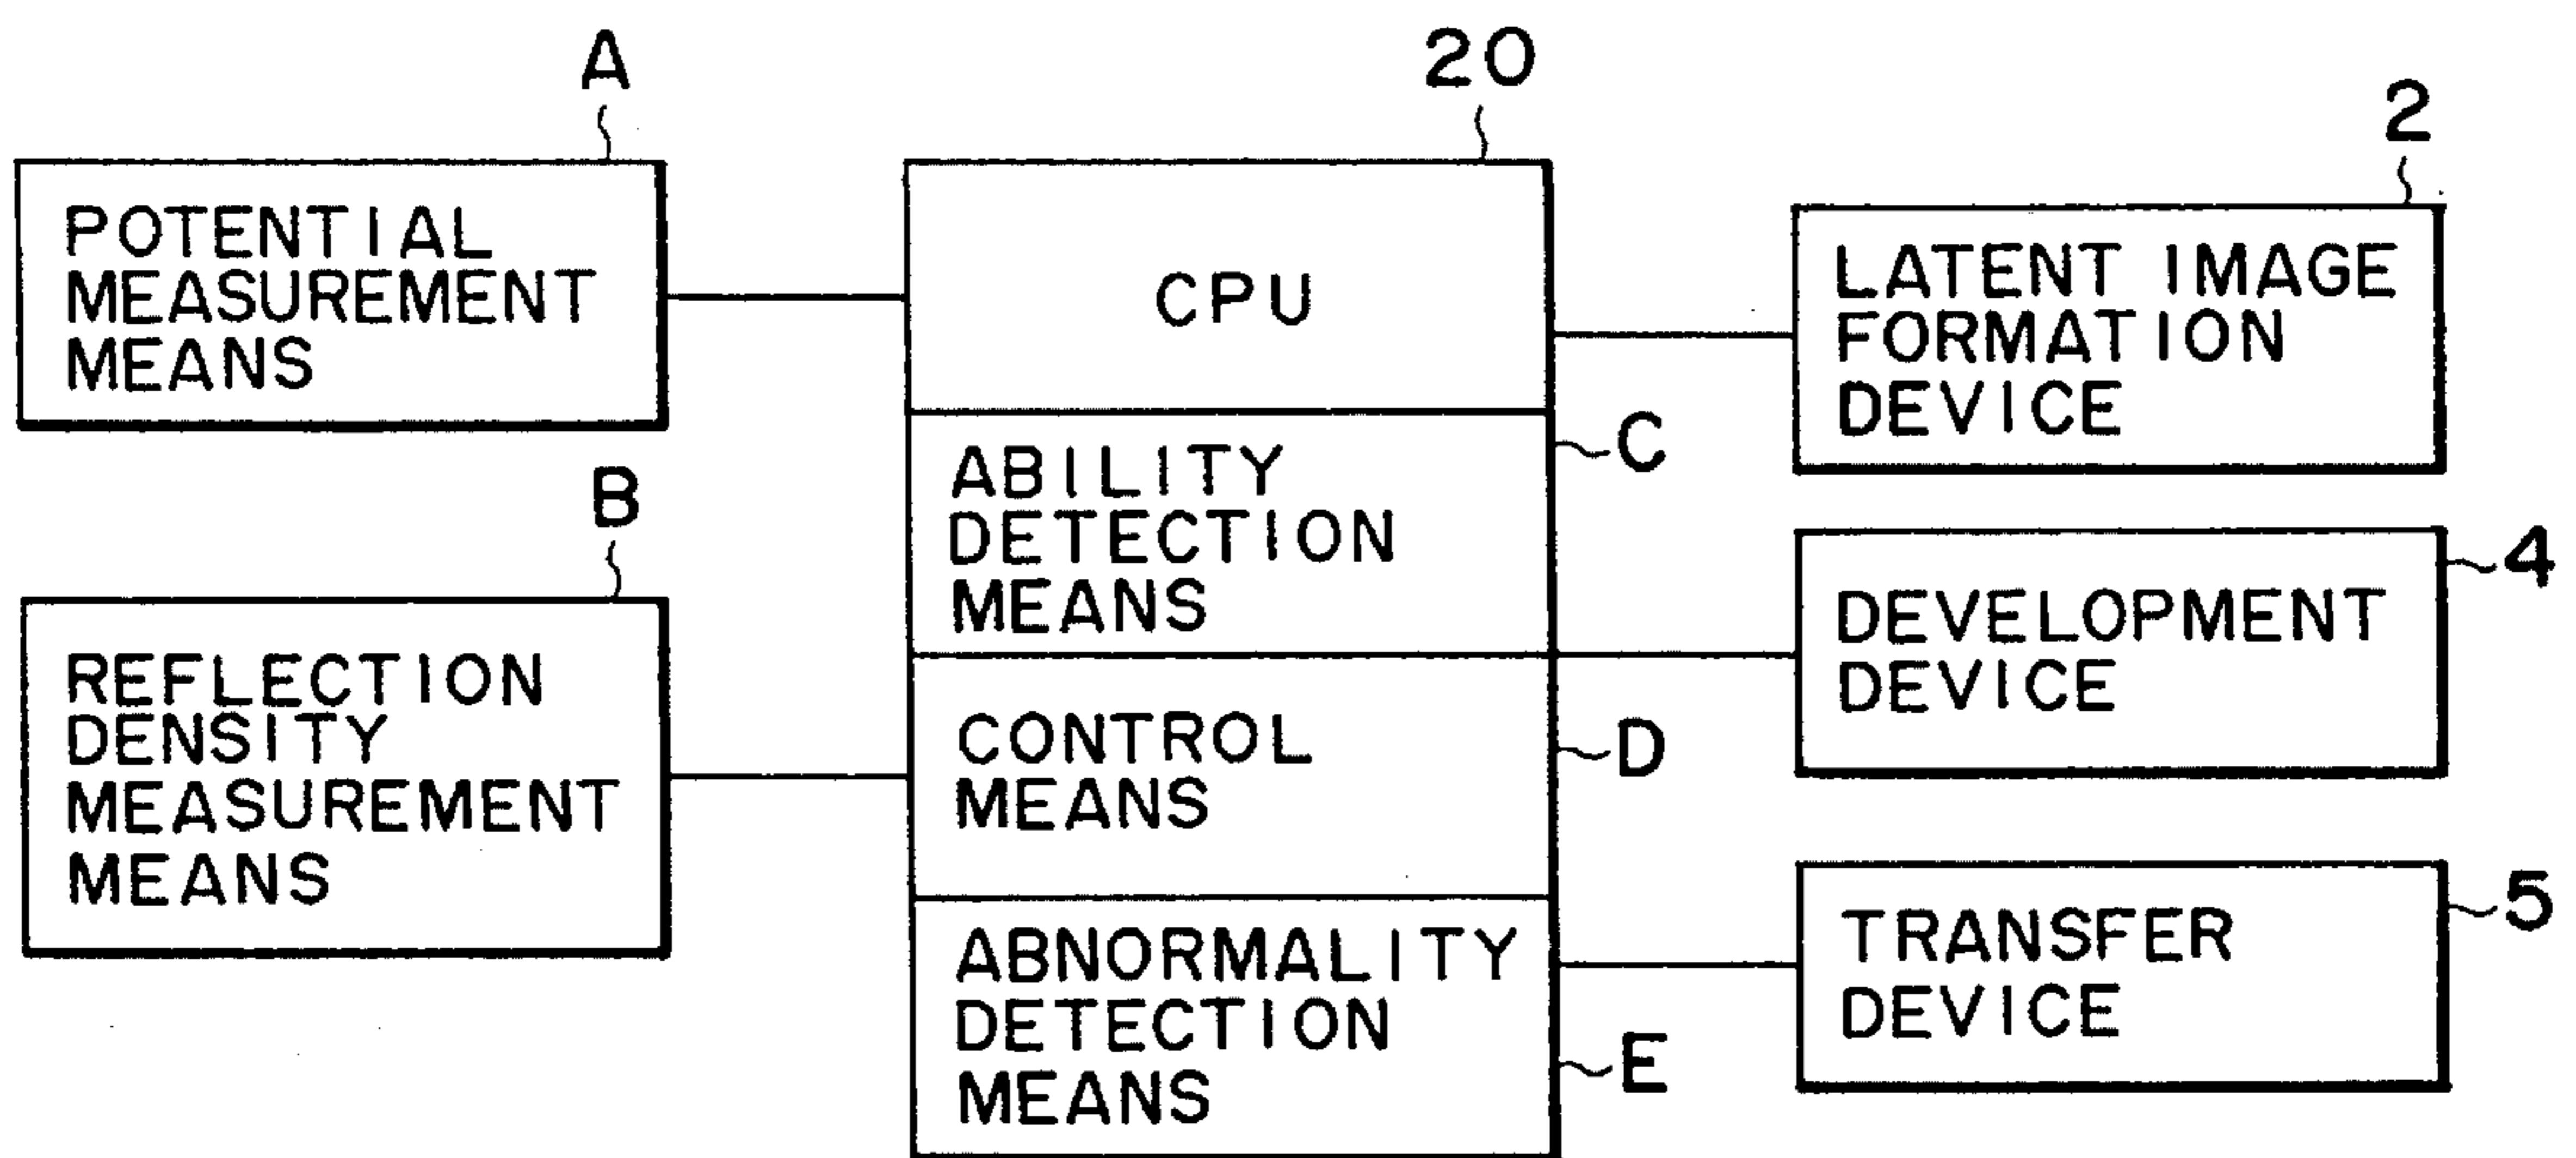 A
POTENTIAL
MEASUREMENT
MEANS
B
REFLECTION
DENSITY
MEASUREMENT
MEANS
20
CPU
C
ABILITY
DETECTION
MEANS
D
CONTROL
MEANS
E
ABNORMALITY
DETECTION
MEANS
2
LATENT IMAGE
FORMATION
DEVICE
4
DEVELOPMENT
DEVICE
5
TRANSFER
DEVICE